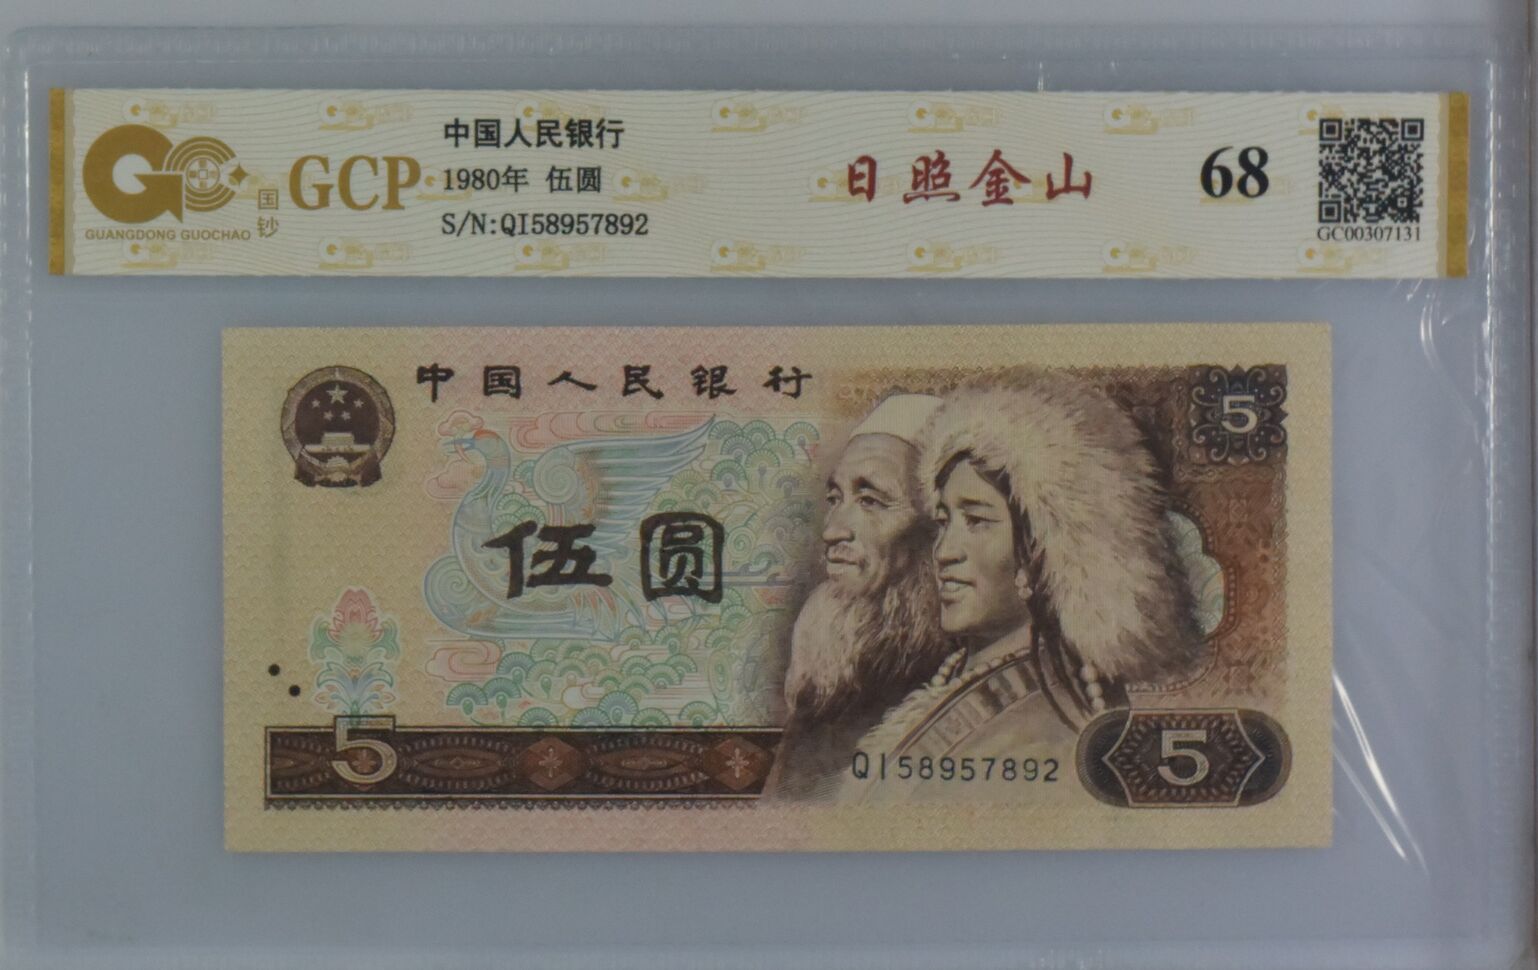 GCP
国钞
GUANGDONG GUOCHAO
中国人民银行
1980年 伍圆
S/N:QI58957892
日照金山
68
GC00307131
中国人民银行
5
伍圆
5
QI58957892
5